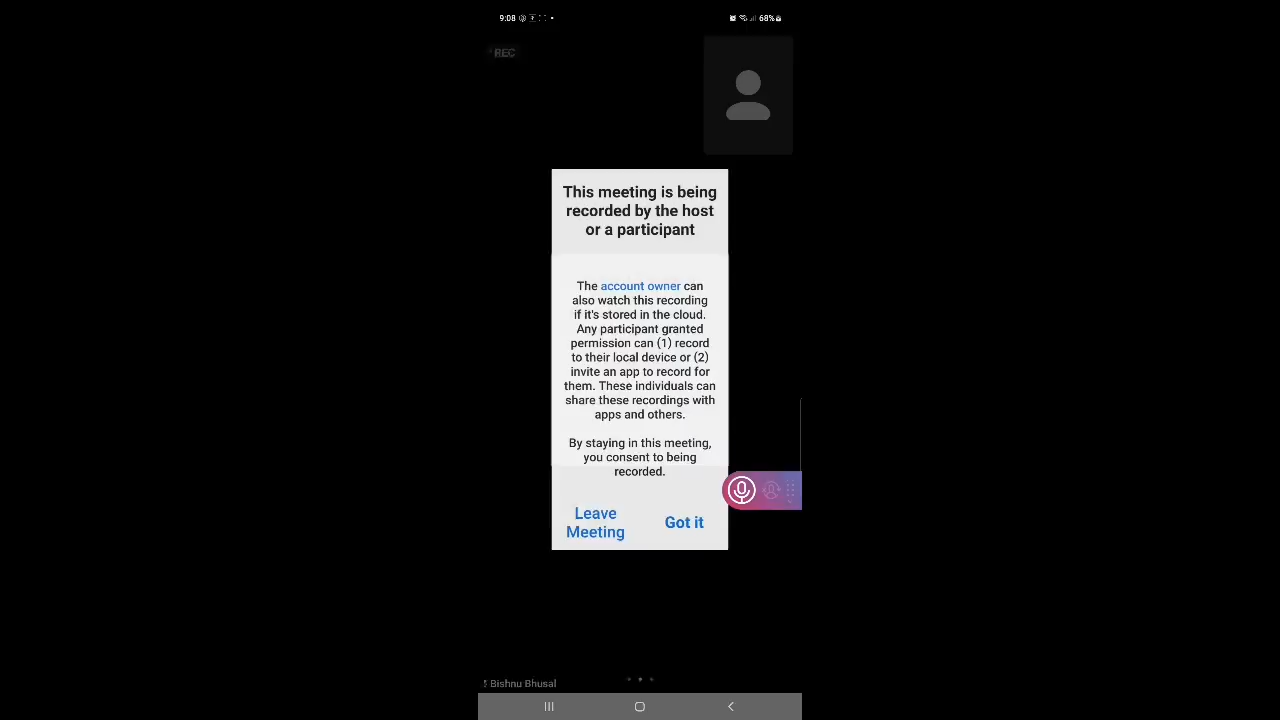 9:08
68%
REC
This meeting is being
recorded by the host
or a participant
The account owner can
also watch this recording
if it's stored in the cloud.
Any participant granted
permission can (1) record
to their local device or (2)
invite an app to record for
them. These individuals can
share these recordings with
apps and others.
By staying in this meeting,
you consent to being
recorded.
Leave
Meeting
Got it
Bishnu Bhusal